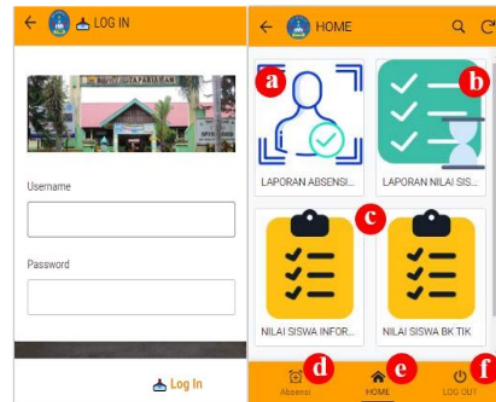 LOG IN
Username
Password
Log In
HOME
a
b
LAPORAN ABSENSI...
LAPORAN NILAI SIS...
c
NILAI SISWA INFOR...
NILAI SISWA BK TIK
d
e
f
Absensi
HOME
LOG OUT